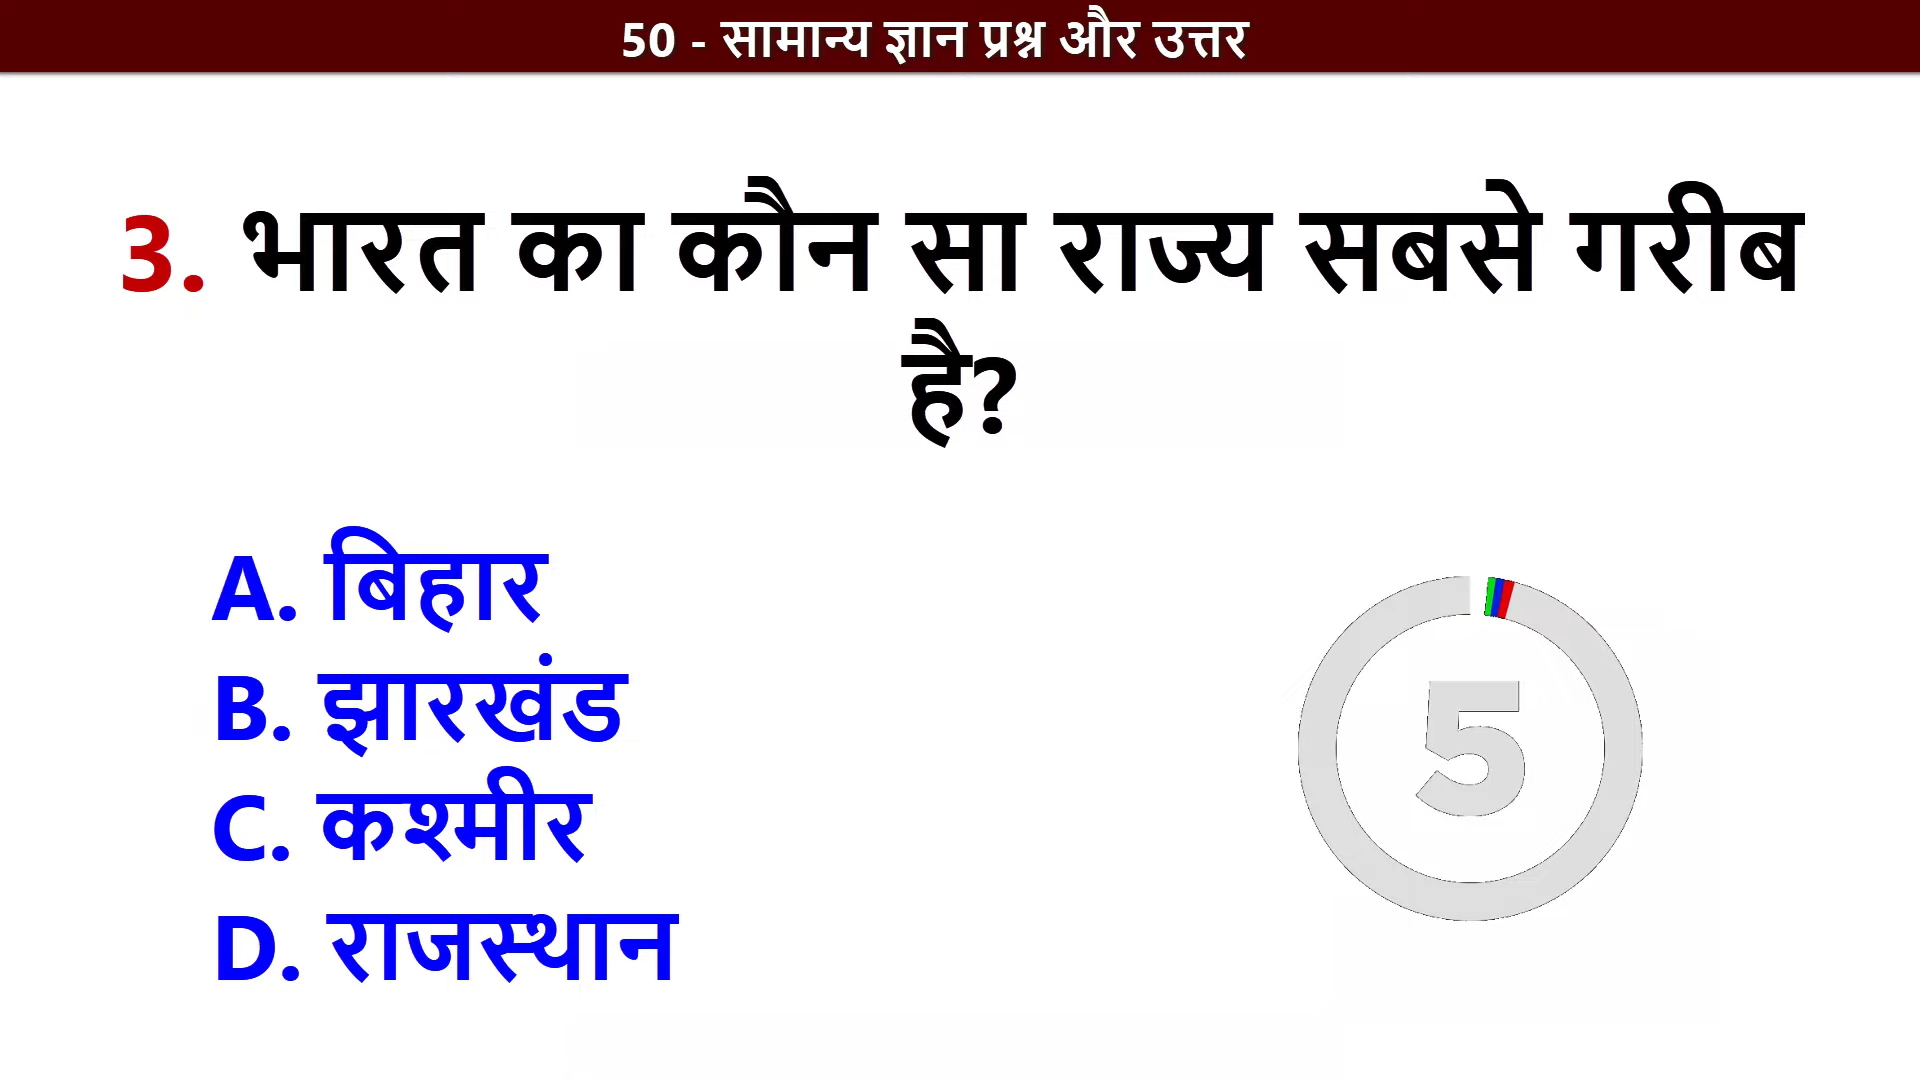 50 - सामान्य ज्ञान प्रश्न और उत्तर
3. भारत का कौन सा राज्य सबसे गरीब
है?
A. बिहार
B. झारखंड
C. कश्मीर
D. राजस्थान
5